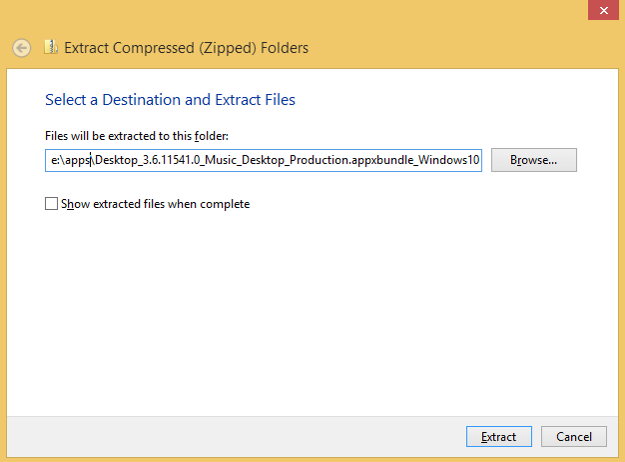 Extract Compressed (Zipped) Folders
Select a Destination and Extract Files
Files will be extracted to this folder:
e:\apps\Desktop_3.6.11541.0_Music_Desktop_Production.appxbundle_Windows10
Browse...
Show extracted files when complete
Extract
Cancel